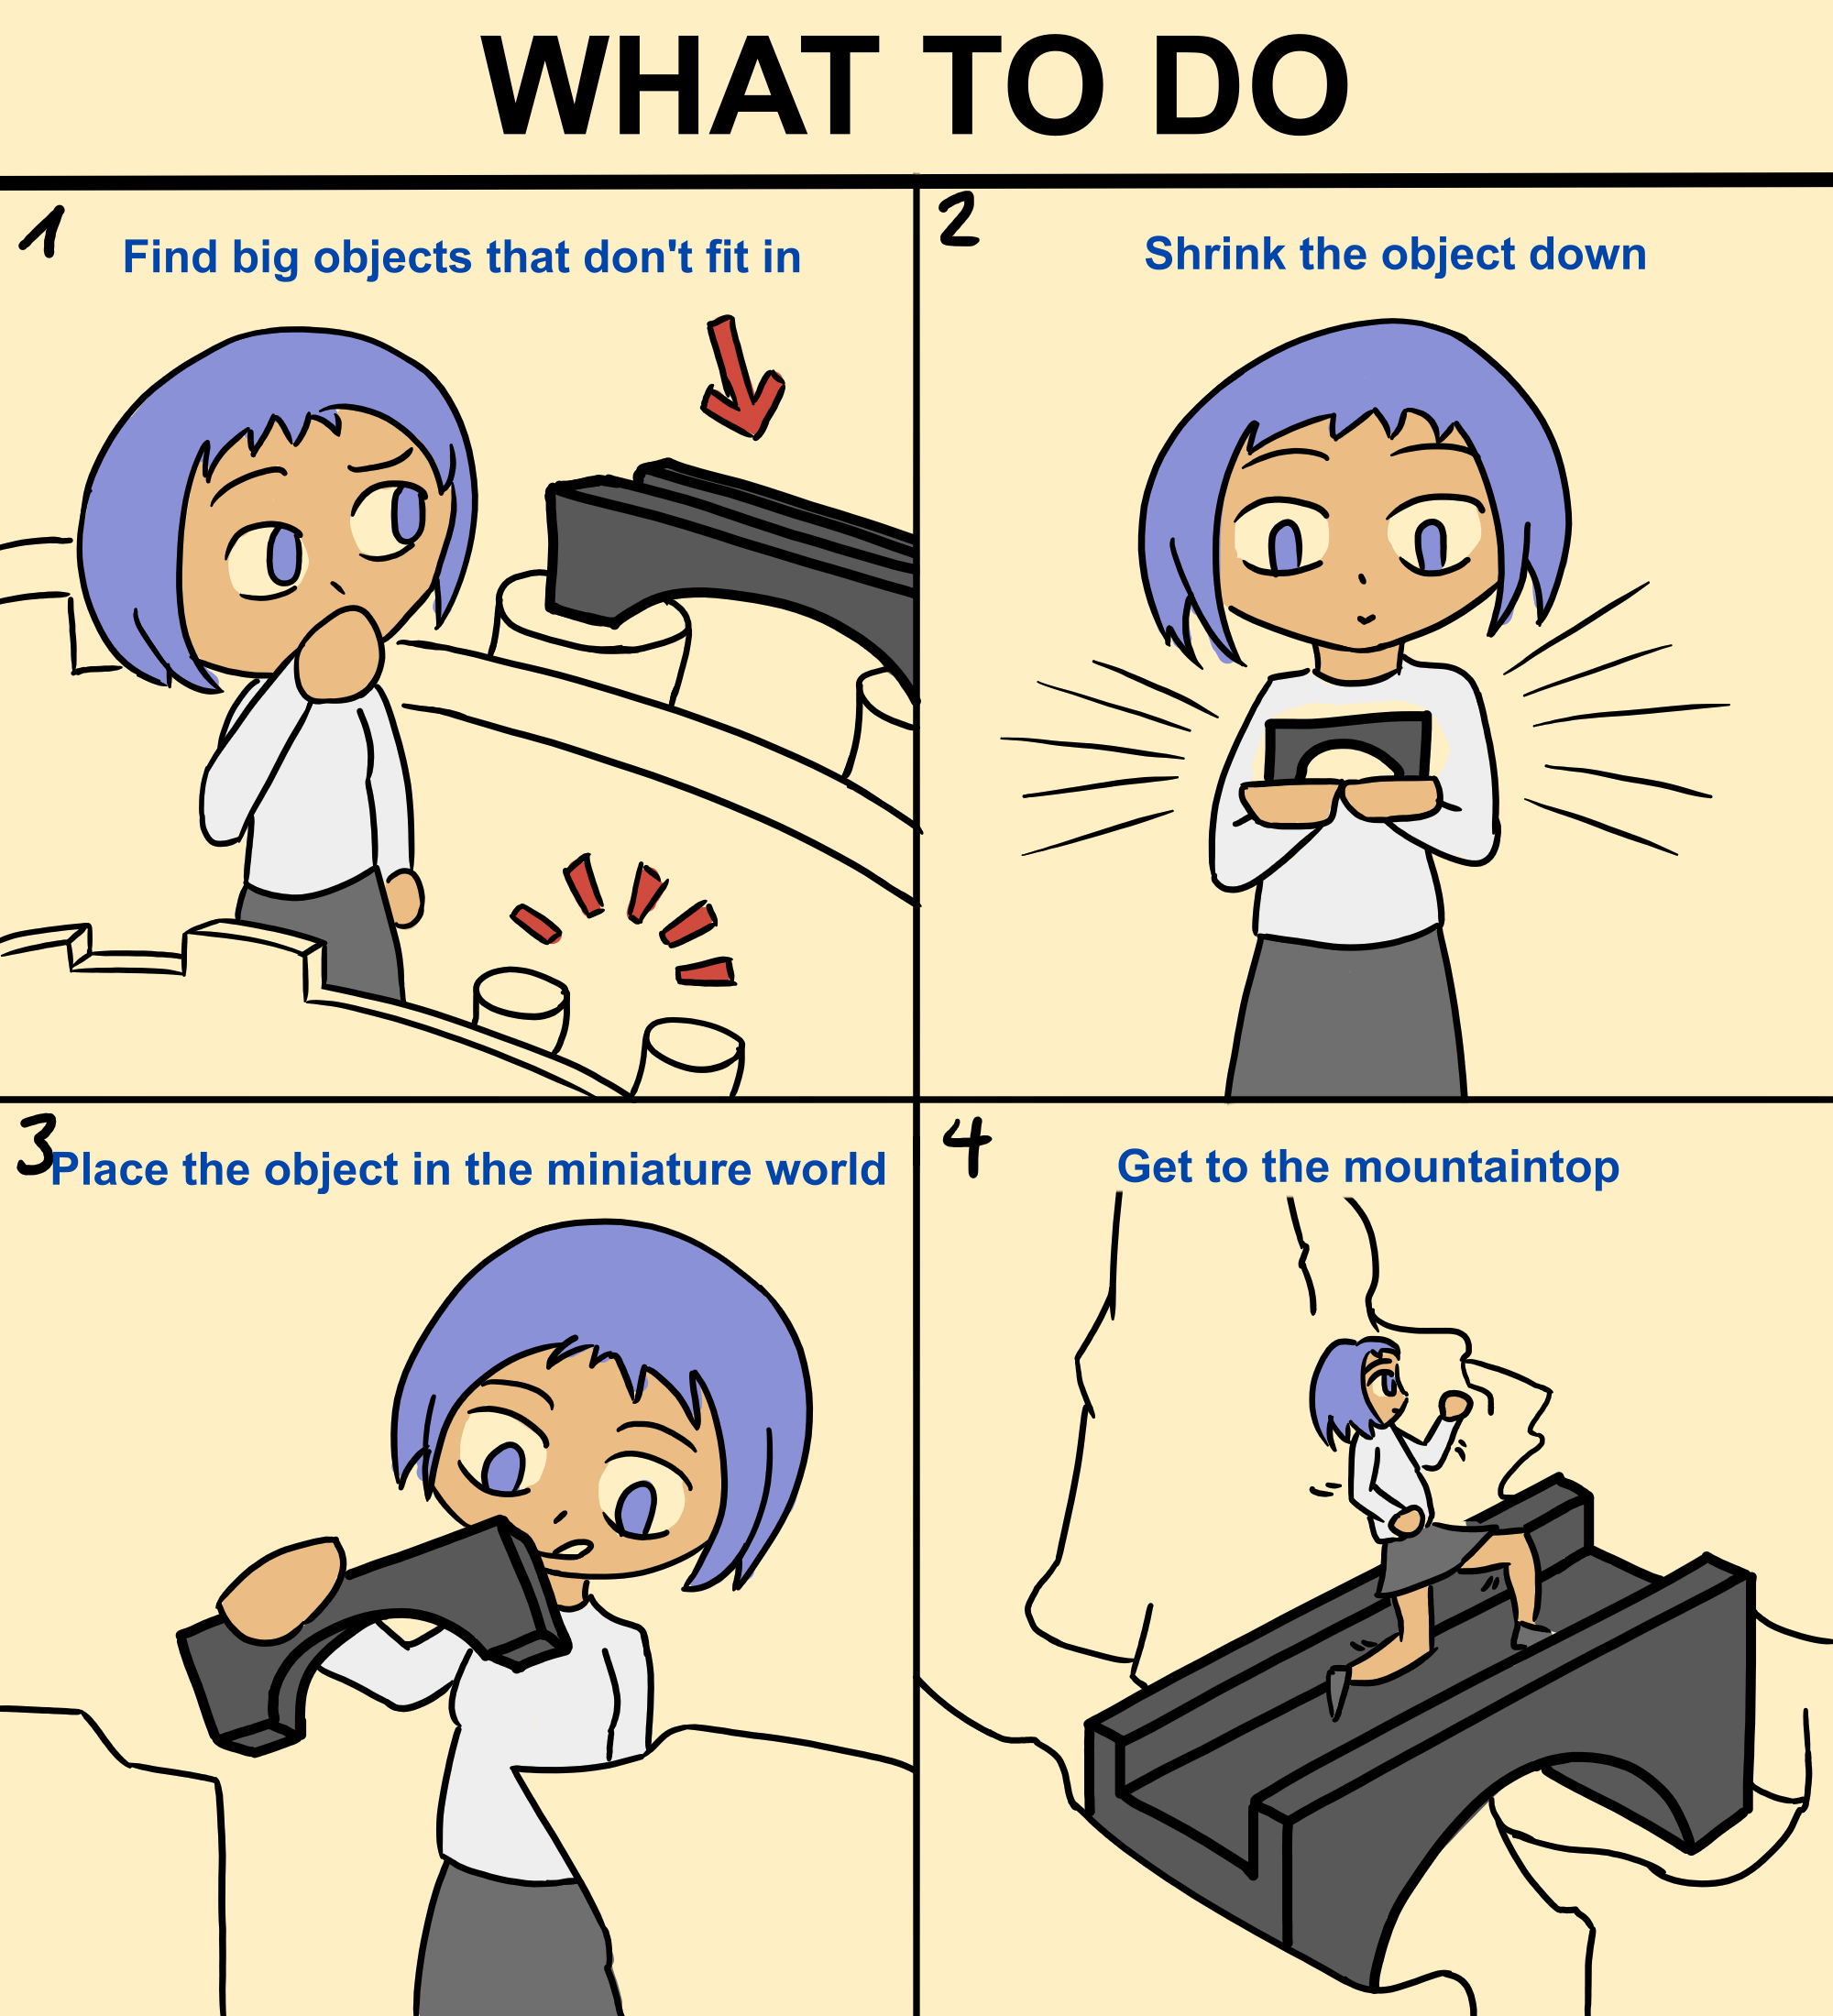 WHAT TO DO
1
Find big objects that don't fit in
2
Shrink the object down
3
Place the object in the miniature world
4
Get to the mountaintop